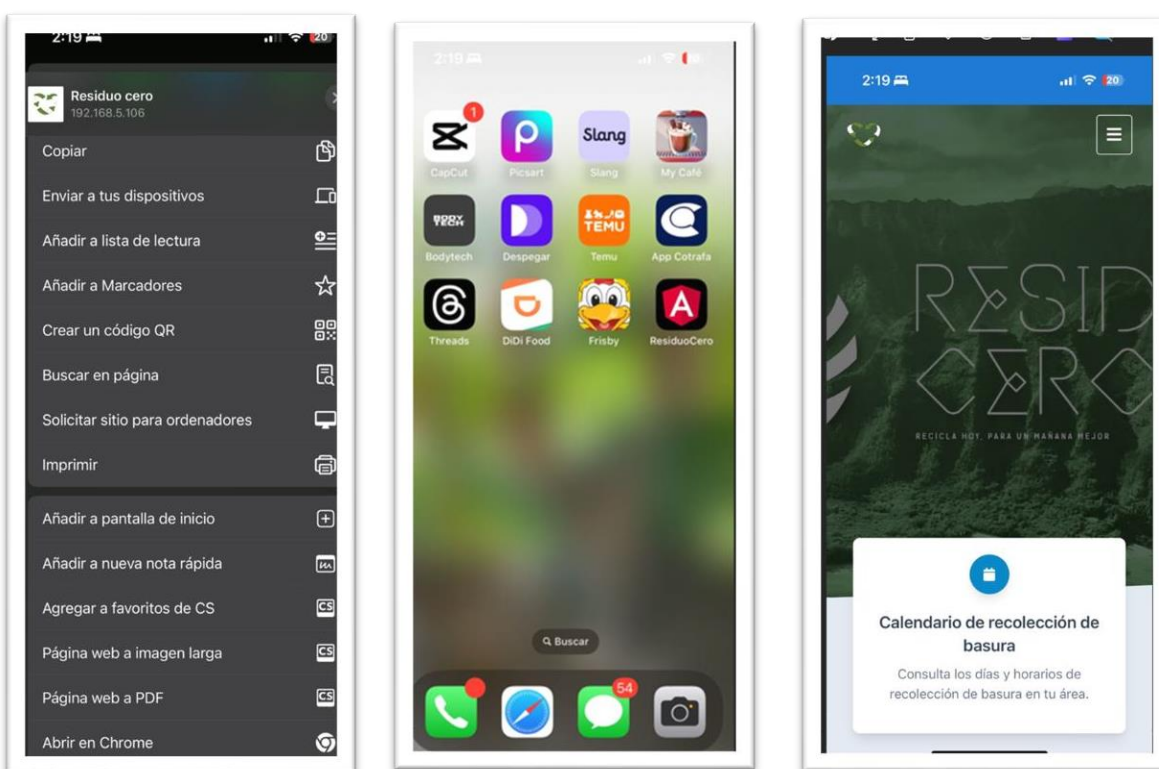 2:19
20
Residuo cero
192.168.5.106
Copiar
Enviar a tus dispositivos
Añadir a lista de lectura
Añadir a Marcadores
Crear un código QR
Buscar en página
Solicitar sitio para ordenadores
Imprimir
Añadir a pantalla de inicio
Añadir a nueva nota rápida
Agregar a favoritos de CS
CS
Página web a imagen larga
CS
Página web a PDF
CS
Abrir en Chrome
2:19
1
Slang
CapCut Picsart Slang My Café
BODY TECH
TEMU
Bodytech Despegar Temu App Cotrafa
Threads DiDi Food Frisby ResiduoCero
Buscar
54
2:19
20
RESID
CERO
RECICLA HOY, PARA UN MAÑANA MEJOR
Calendario de recolección de
basura
Consulta los días y horarios de
recolección de basura en tu área.